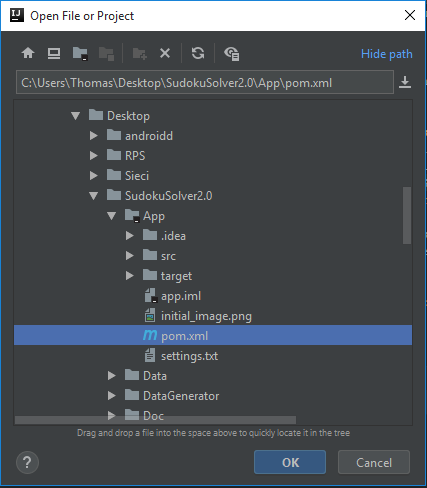 IJ Open File or Project
Hide path
C:\Users\Thomas\Desktop\SudokuSolver2.0\App\pom.xml
Desktop
androidd
RPS
Sieci
SudokuSolver2.0
App
.idea
src
target
app.iml
initial_image.png
m pom.xml
settings.txt
Data
DataGenerator
Doc
Drag and drop a file into the space above to quickly locate it in the tree
? OK Cancel